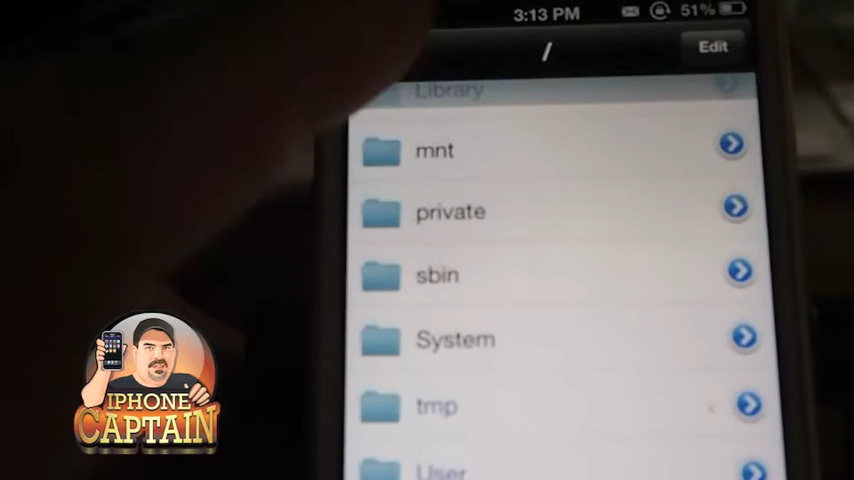 3:13 PM
51%
/
Edit
Library
mnt
private
sbin
System
tmp
User
IPHONE
CAPTAIN